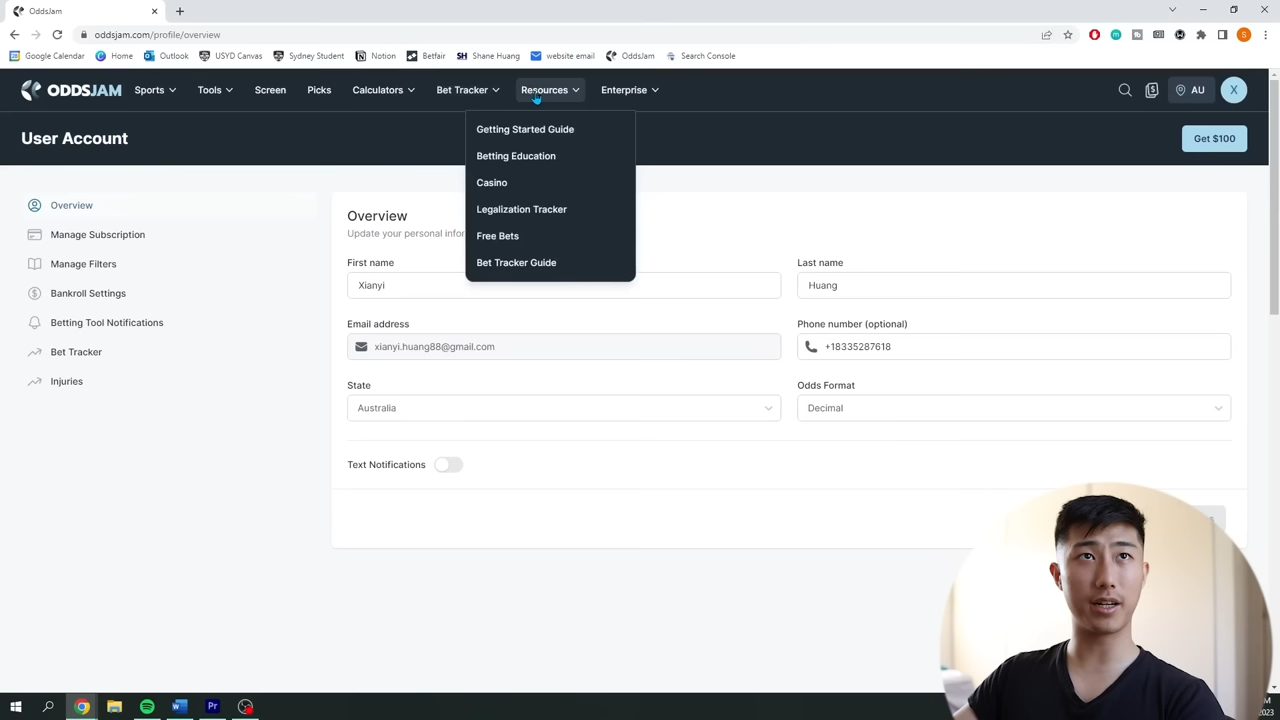 OddsJam
oddsjam.com/profile/overview
Google Calendar Home Outlook USYD Canvas Sydney Student Notion Betfair SH Shane Huang website email OddsJam Search Console
S
ODDSJAM Sports Tools Screen Picks Calculators Bet Tracker Resources Enterprise AU X
User Account
Get $100
Getting Started Guide
Betting Education
Casino
Legalization Tracker
Free Bets
Bet Tracker Guide
Overview
Manage Subscription
Manage Filters
Bankroll Settings
Betting Tool Notifications
Bet Tracker
Injuries
Overview
Update your personal
First name
Xianyi
Last name
Huang
Email address
xianyi.huang88@gmail.com
Phone number (optional)
+18335287618
State
Australia
Odds Format
Decimal
Text Notifications